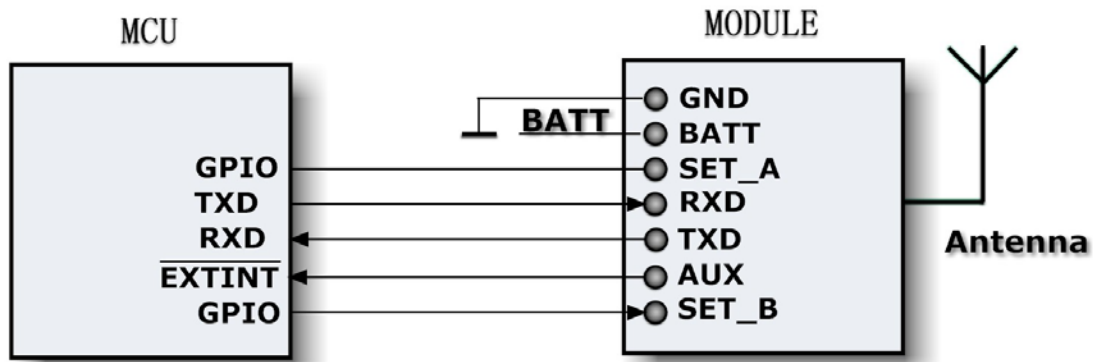 MCU
MODULE
GND
BATT
BATT
GPIO
SET_A
TXD
RXD
RXD
TXD
EXTINT
AUX
GPIO
SET_B
Antenna